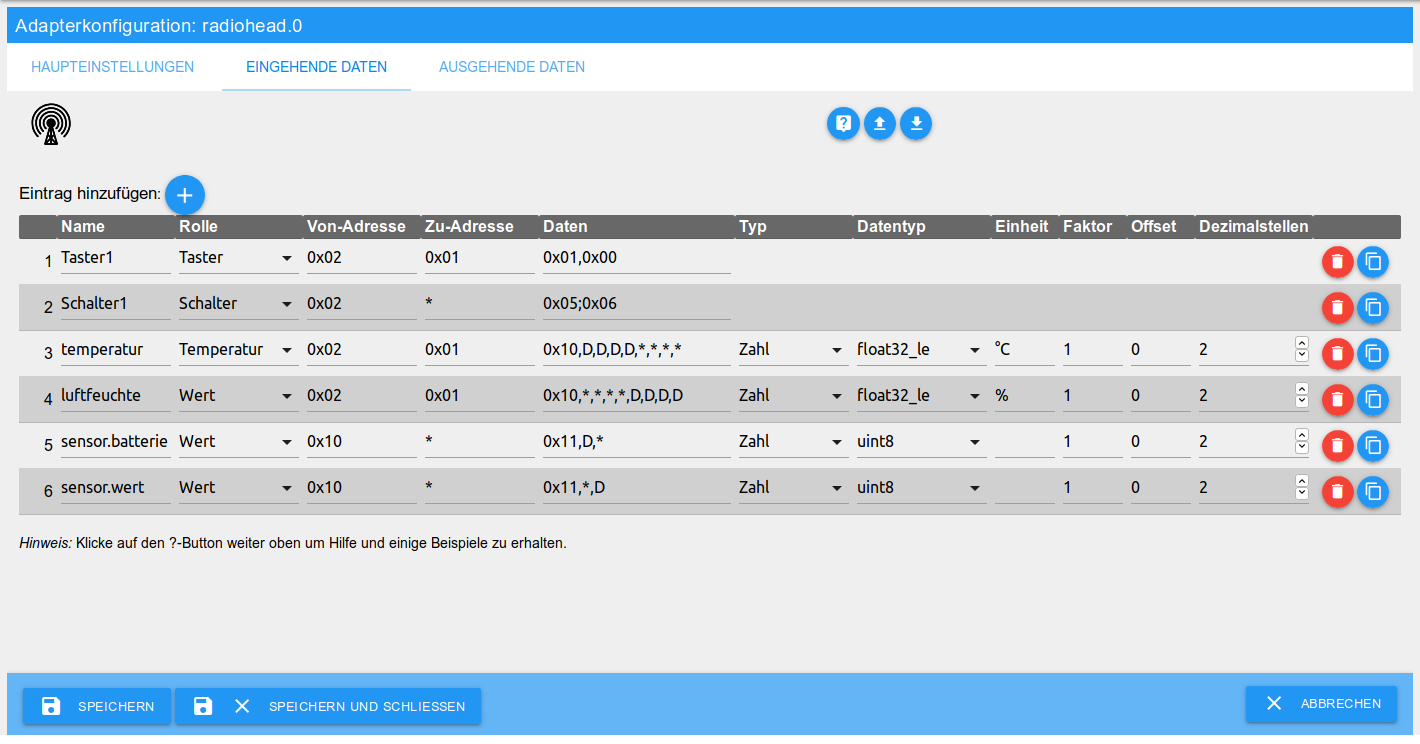 Adapterkonfiguration: radiohead.0
HAUPTEINSTELLUNGEN EINGEHENDE DATEN AUSGEHENDE DATEN
Eintrag hinzufügen:
Name Rolle Von-Adresse Zu-Adresse Daten Typ Datentyp Einheit Faktor Offset Dezimalstellen
1 Taster1 Taster 0x02 0x01 0x01,0x00
2 Schalter1 Schalter 0x02 * 0x05;0x06
3 temperatur Temperatur 0x02 0x01 0x10,D,D,D,D,*,*,*,* Zahl float32_le °C 1 0 2
4 luftfeuchte Wert 0x02 0x01 0x10,*,*,*,*,D,D,D,D Zahl float32_le % 1 0 2
5 sensor.batterie Wert 0x10 * 0x11,D,* Zahl uint8 1 0 2
6 sensor.wert Wert 0x10 * 0x11,*,D Zahl uint8 1 0 2
Hinweis: Klicke auf den ?-Button weiter oben um Hilfe und einige Beispiele zu erhalten.
SPEICHERN SPEICHERN UND SCHLIESSEN ABBRECHEN